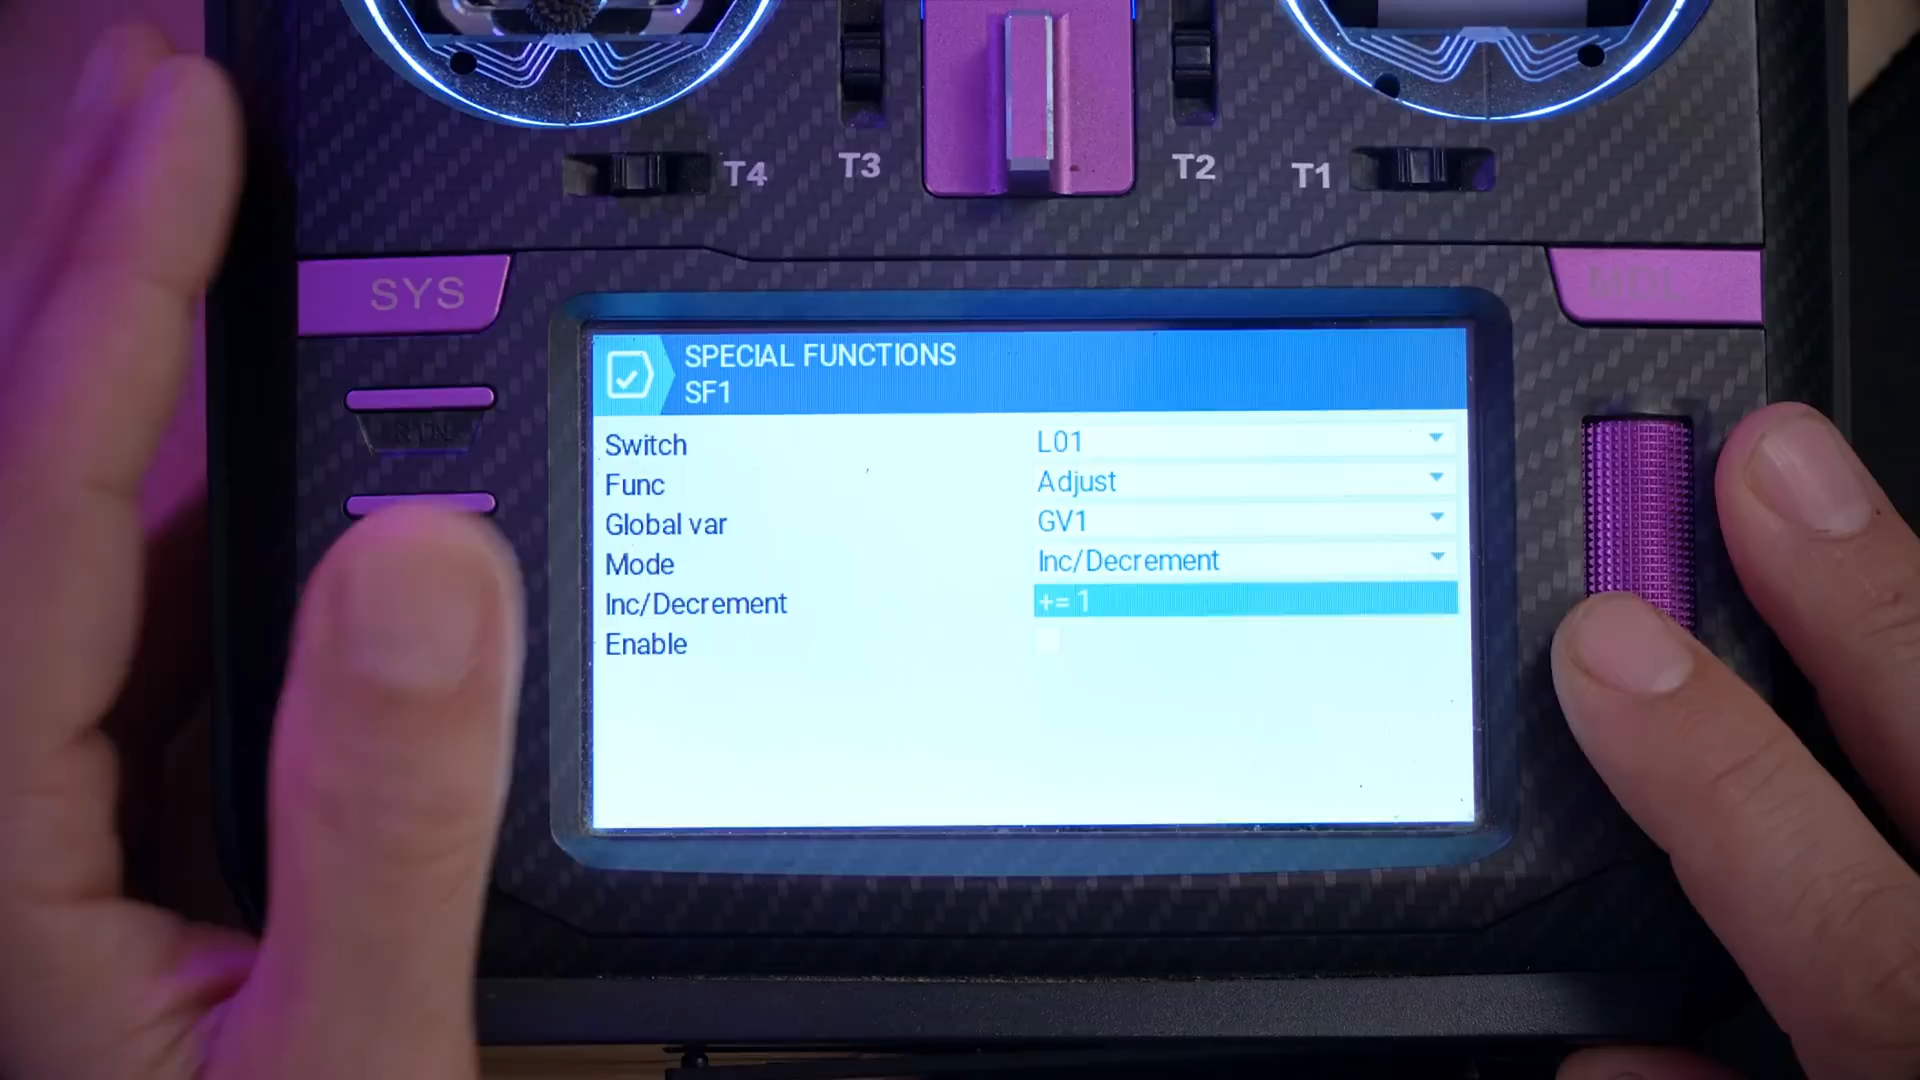 T4
T3
T2
T1
SYS
MDL
SPECIAL FUNCTIONS
SF1
Switch
L01
Func
Adjust
Global var
GV1
Mode
Inc/Decrement
Inc/Decrement
+= 1
Enable